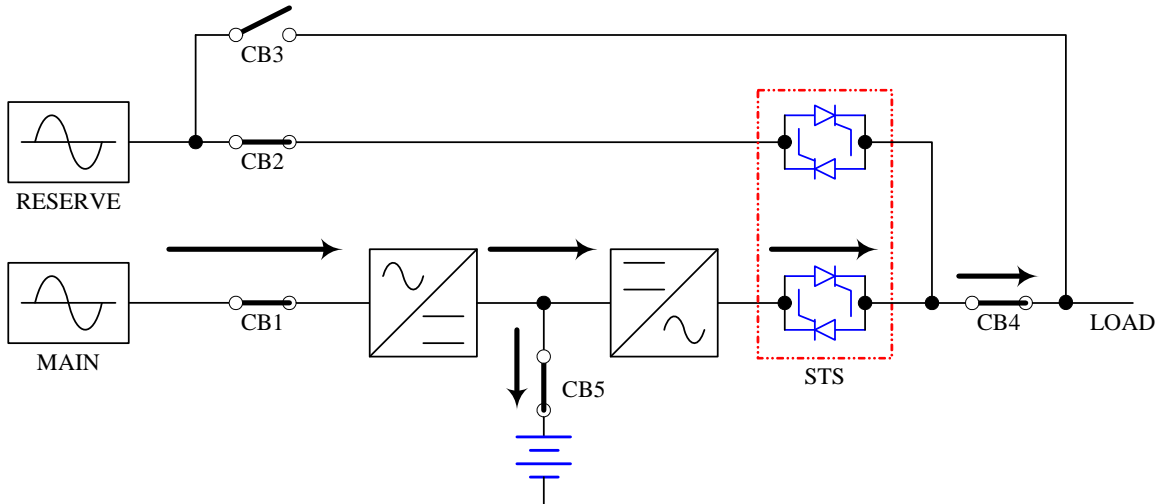 CB3
CB2
RESERVE
CB1
CB4
LOAD
MAIN
STS
CB5